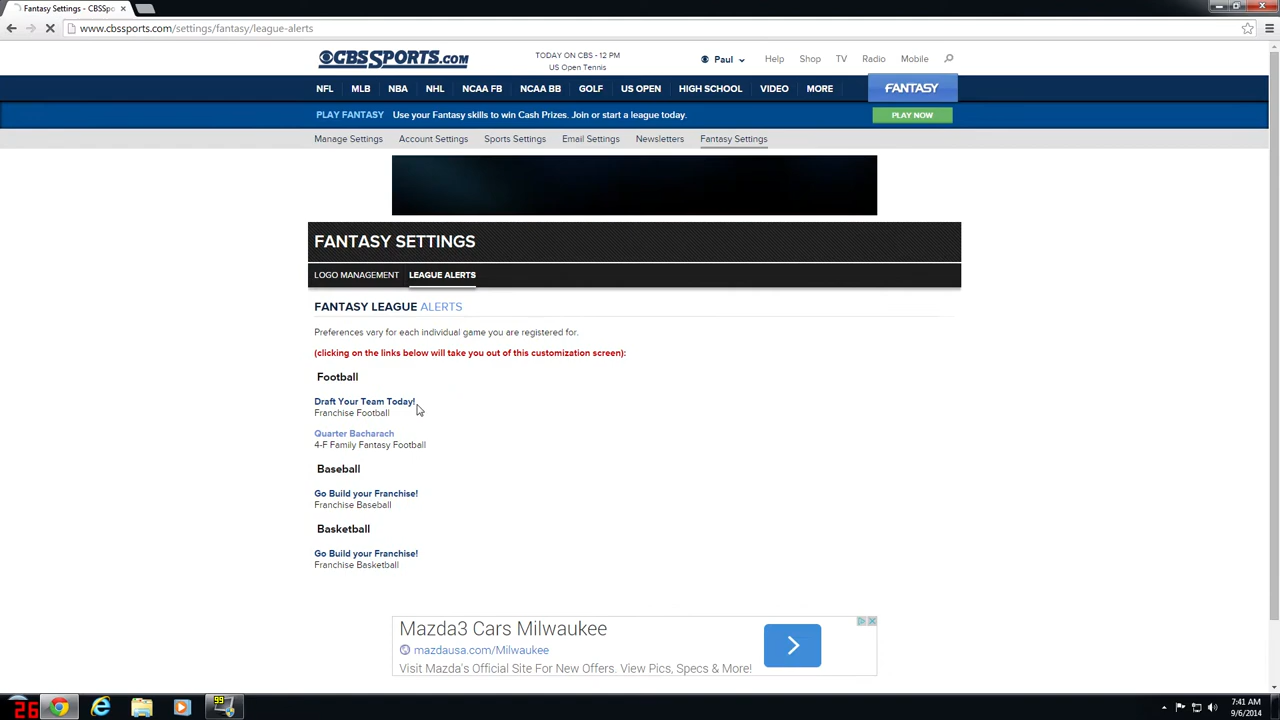 Fantasy Settings - CBSSpo
www.cbssports.com/settings/fantasy/league-alerts
CBSSPORTS.COM
TODAY ON CBS - 12 PM
US Open Tennis
Paul
Help
Shop
TV
Radio
Mobile
NFL
MLB
NBA
NHL
NCAA FB
NCAA BB
GOLF
US OPEN
HIGH SCHOOL
VIDEO
MORE
FANTASY
PLAY FANTASY Use your Fantasy skills to win Cash Prizes. Join or start a league today.
PLAY NOW
Manage Settings
Account Settings
Sports Settings
Email Settings
Newsletters
Fantasy Settings
FANTASY SETTINGS
LOGO MANAGEMENT
LEAGUE ALERTS
FANTASY LEAGUE ALERTS
Preferences vary for each individual game you are registered for.
(clicking on the links below will take you out of this customization screen):
Football
Draft Your Team Today!
Franchise Football
Quarter Bacharach
4-F Family Fantasy Football
Baseball
Go Build your Franchise!
Franchise Baseball
Basketball
Go Build your Franchise!
Franchise Basketball
Mazda3 Cars Milwaukee
mazdausa.com/Milwaukee
Visit Mazda's Official Site For New Offers. View Pics, Specs & More!
26
99
7:41 AM
9/6/2014